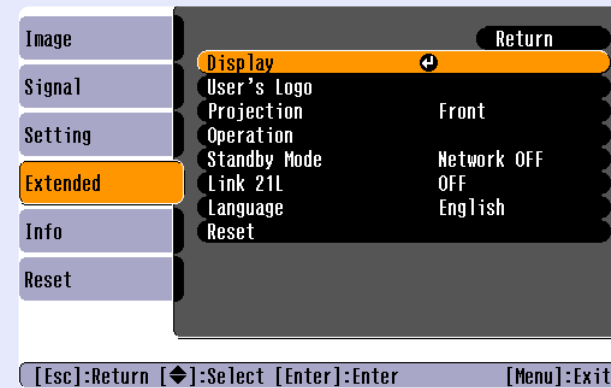 Image
Signal
Setting
Extended
Info
Reset
Return
Display
User's Logo
Projection Front
Operation
Standby Mode Network OFF
Link 21L OFF
Language English
Reset
[Esc]:Return [◆]:Select [Enter]:Enter [Menu]:Exit